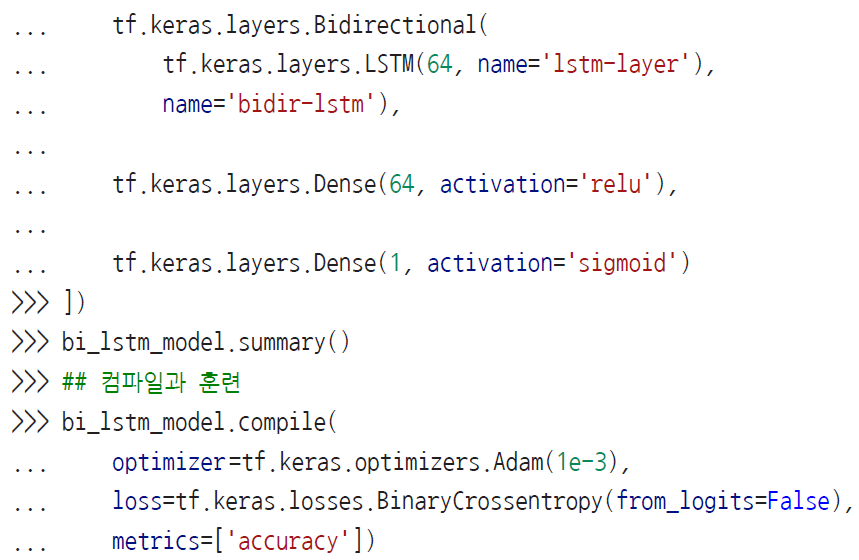 ...     tf.keras.layers.Bidirectional(
...         tf.keras.layers.LSTM(64, name='lstm-layer'),
...         name='bidir-lstm'),
...
...     tf.keras.layers.Dense(64, activation='relu'),
...
...     tf.keras.layers.Dense(1, activation='sigmoid')
>>> ])
>>> bi_lstm_model.summary()
>>> ## 컴파일과 훈련
>>> bi_lstm_model.compile(
...     optimizer=tf.keras.optimizers.Adam(1e-3),
...     loss=tf.keras.losses.BinaryCrossentropy(from_logits=False),
...     metrics=['accuracy'])